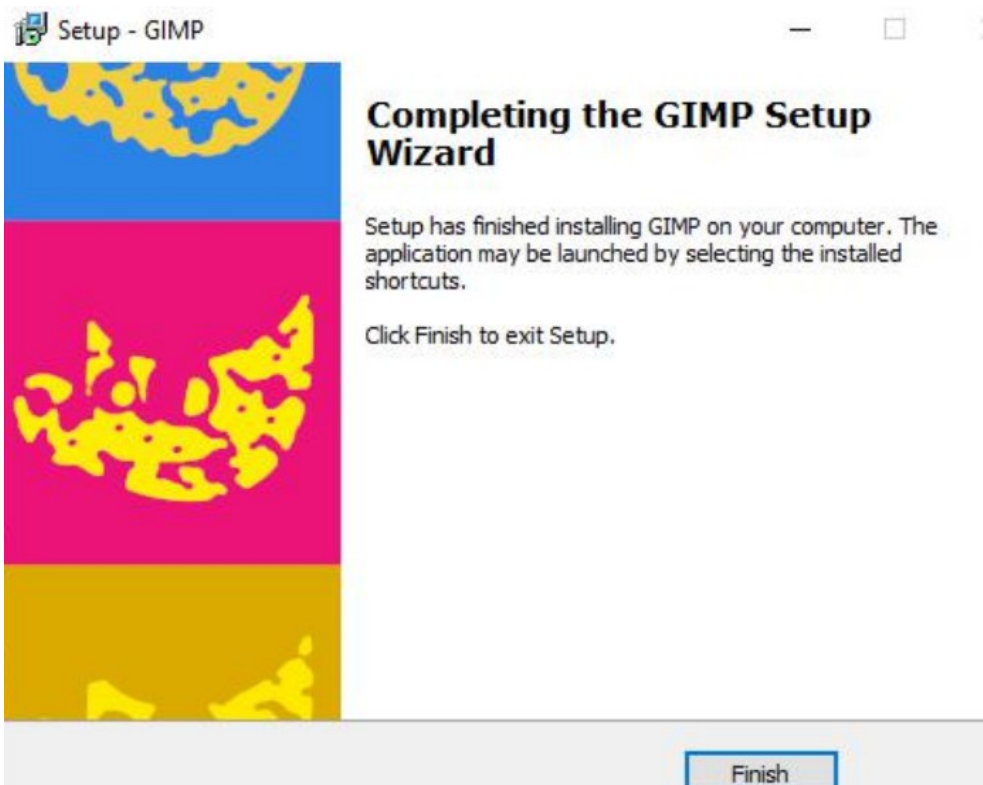 Setup - GIMP
Completing the GIMP Setup
Wizard
Setup has finished installing GIMP on your computer. The
application may be launched by selecting the installed
shortcuts.
Click Finish to exit Setup.
Finish